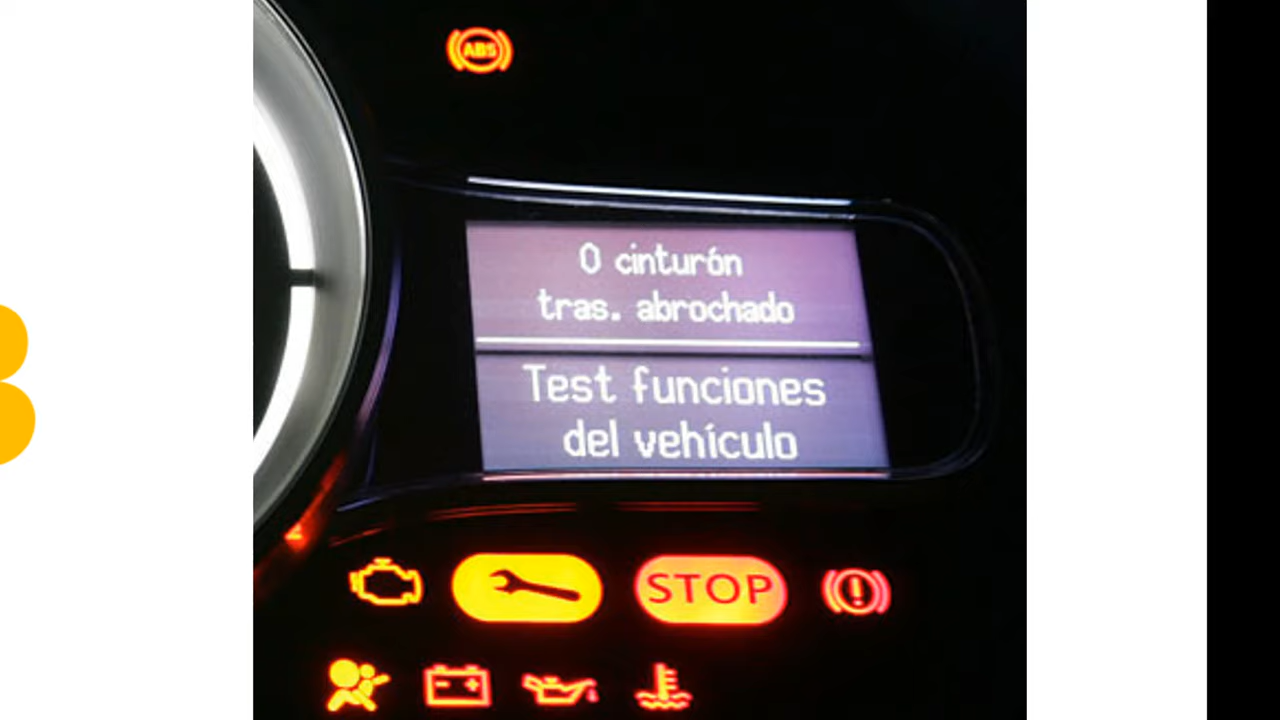 ABS
0 cinturón
tras. abrochado
Test funciones
del vehículo
STOP